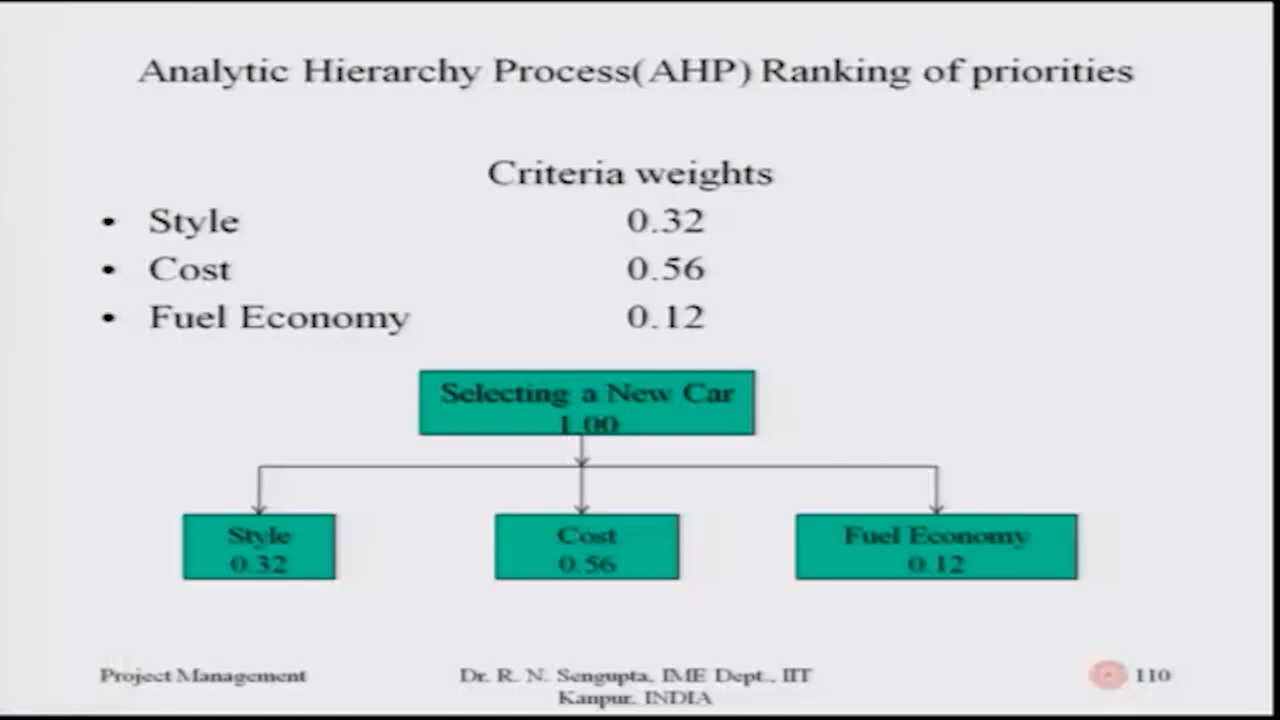 Analytic Hierarchy Process(AHP) Ranking of priorities
Criteria weights
• Style 0.32
• Cost 0.56
• Fuel Economy 0.12
Selecting a New Car
1.00
Style
0.32
Cost
0.56
Fuel Economy
0.12
Project Management
Dr. R. N. Sengupta, IME Dept., IIT
Kanpur, INDIA
110